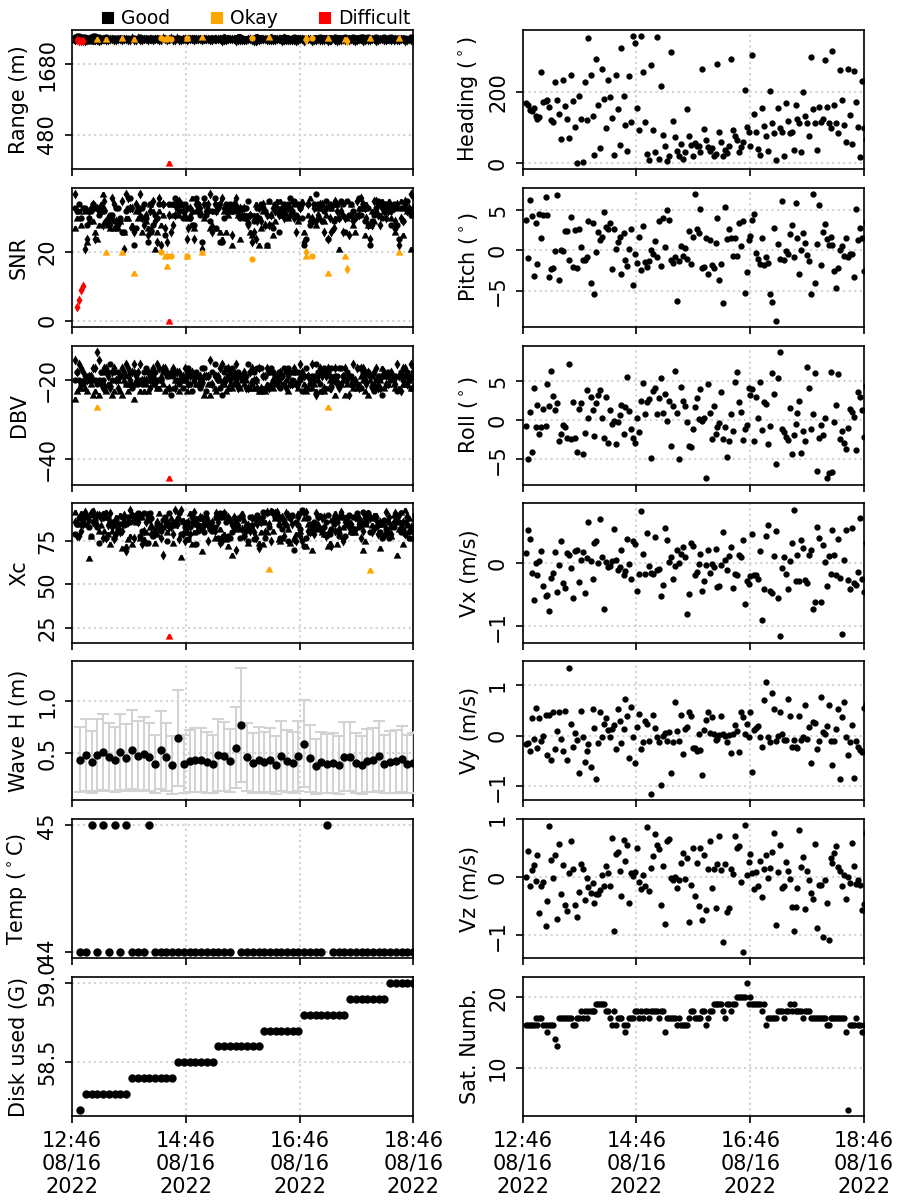 Good Okay Difficult
Range (m)
1680
480
Heading (°)
200
0
SNR
20
0
Pitch (°)
5
0
−5
DBV
−20
−40
Roll (°)
5
0
−5
Xc
75
50
25
Vx (m/s)
0
−1
Wave H (m)
1.0
0.5
Vy (m/s)
1
0
−1
Temp (°C)
45
44
Vz (m/s)
1
0
−1
Disk used (G)
59.0
58.5
Sat. Numb.
20
10
12:46 14:46 16:46 18:46 12:46 14:46 16:46 18:46
08/16 08/16 08/16 08/16 08/16 08/16 08/16 08/16
2022 2022 2022 2022 2022 2022 2022 2022